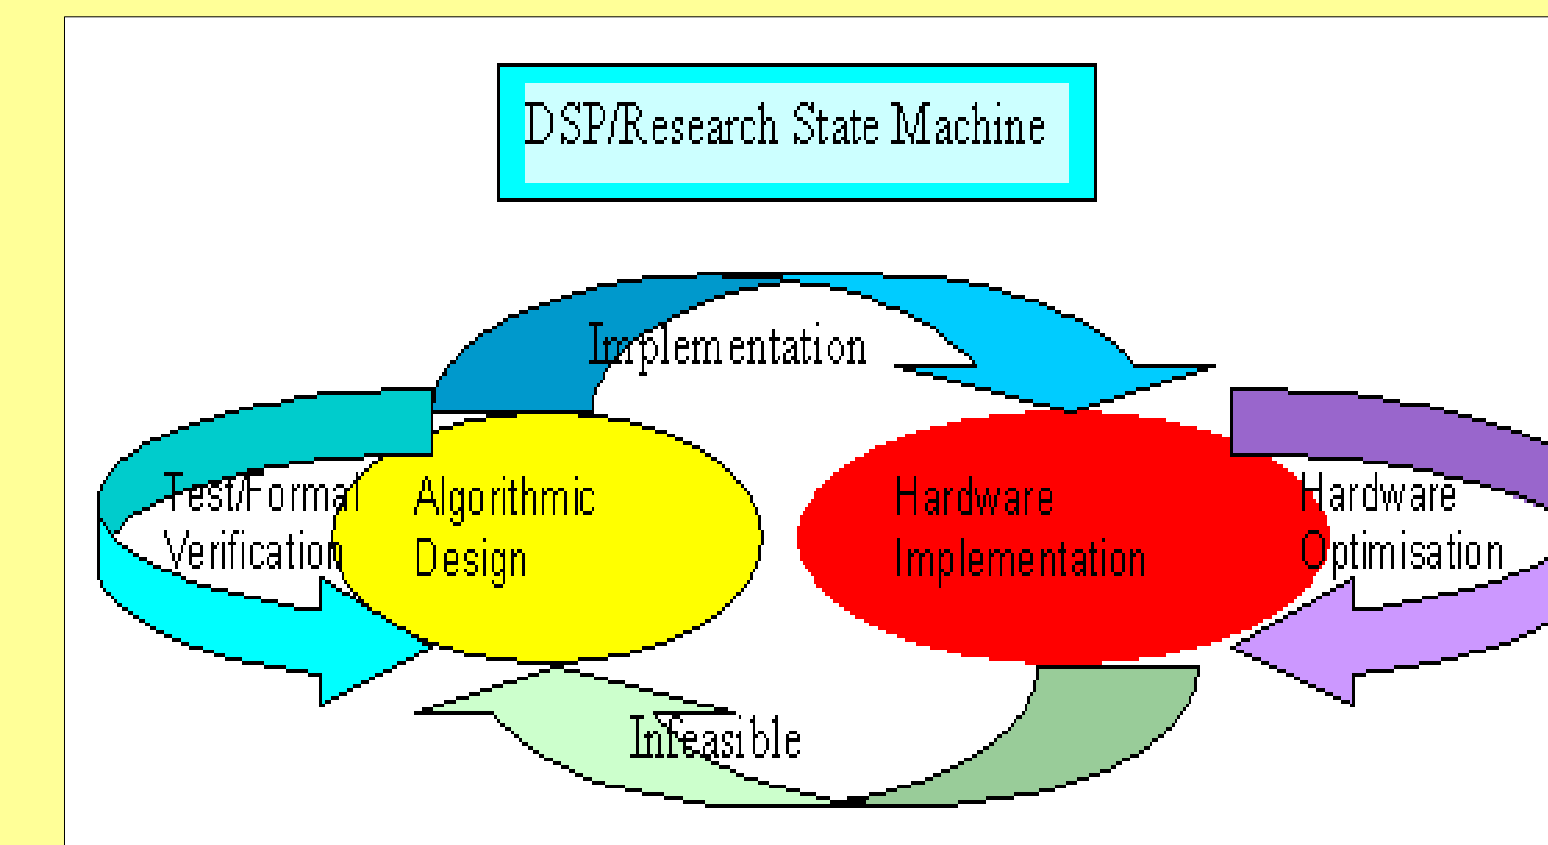 DSP/Research State Machine
Implementation
Test/Formal
Verification
Algorithmic
Design
Hardware
Implementation
Hardware
Optimisation
Infeasible